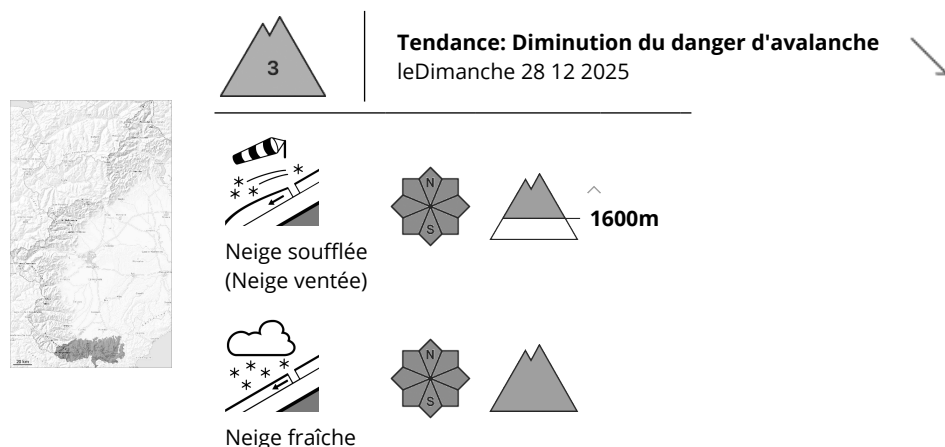 3
Tendance: Diminution du danger d'avalanche
leDimanche 28 12 2025
N
S
1600m
Neige soufflée
(Neige ventée)
20 km
N
S
Neige fraîche